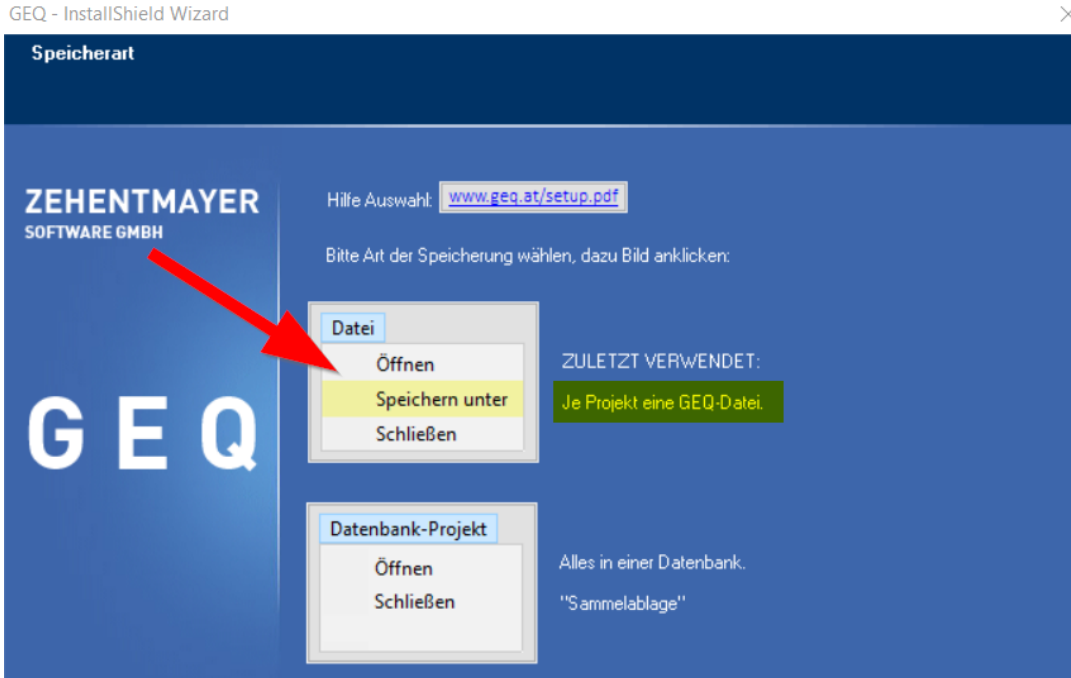 GEQ - InstallShield Wizard
Speicherart
ZEHENTMAYER
SOFTWARE GMBH
GEQ
Hilfe Auswahl: www.geq.at/setup.pdf
Bitte Art der Speicherung wählen, dazu Bild anklicken:
Datei
Öffnen
Speichern unter
Schließen
ZULETZT VERWENDET:
Je Projekt eine GEQ-Datei.
Datenbank-Projekt
Öffnen
Schließen
Alles in einer Datenbank.
"Sammelablage"